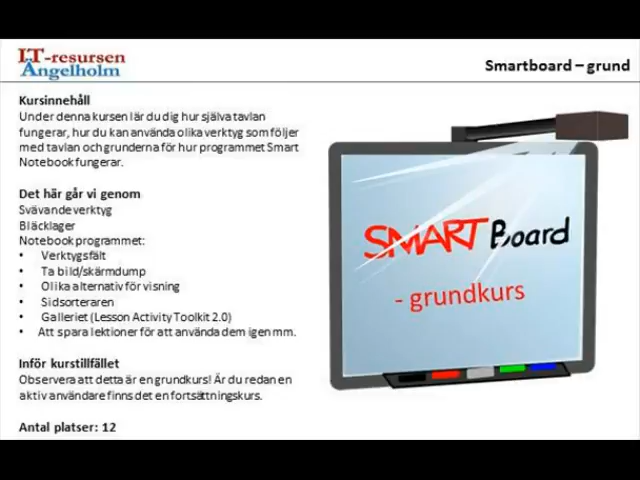 IT-resursen
Ängelholm
Smartboard – grund
Kursinnehåll
Under denna kursen lär du dig hur själva tavlan
fungerar, hur du kan använda olika verktyg som följer
med tavlan och grunderna för hur programmet Smart
Notebook fungerar.
Det här går vi genom
Svävande verktyg
Bläcklager
Notebook programmet:
• Verktygsfält
• Ta bild/skärmdump
• Olika alternativ för visning
• Sidsorteraren
• Galleriet (Lesson Activity Toolkit 2.0)
• Att spara lektioner för att använda dem igen mm.
Inför kurstillfället
Observera att detta är en grundkurs! Är du redan en
aktiv användare finns det en fortsättningskurs.
Antal platser: 12
SMART Board
- grundkurs